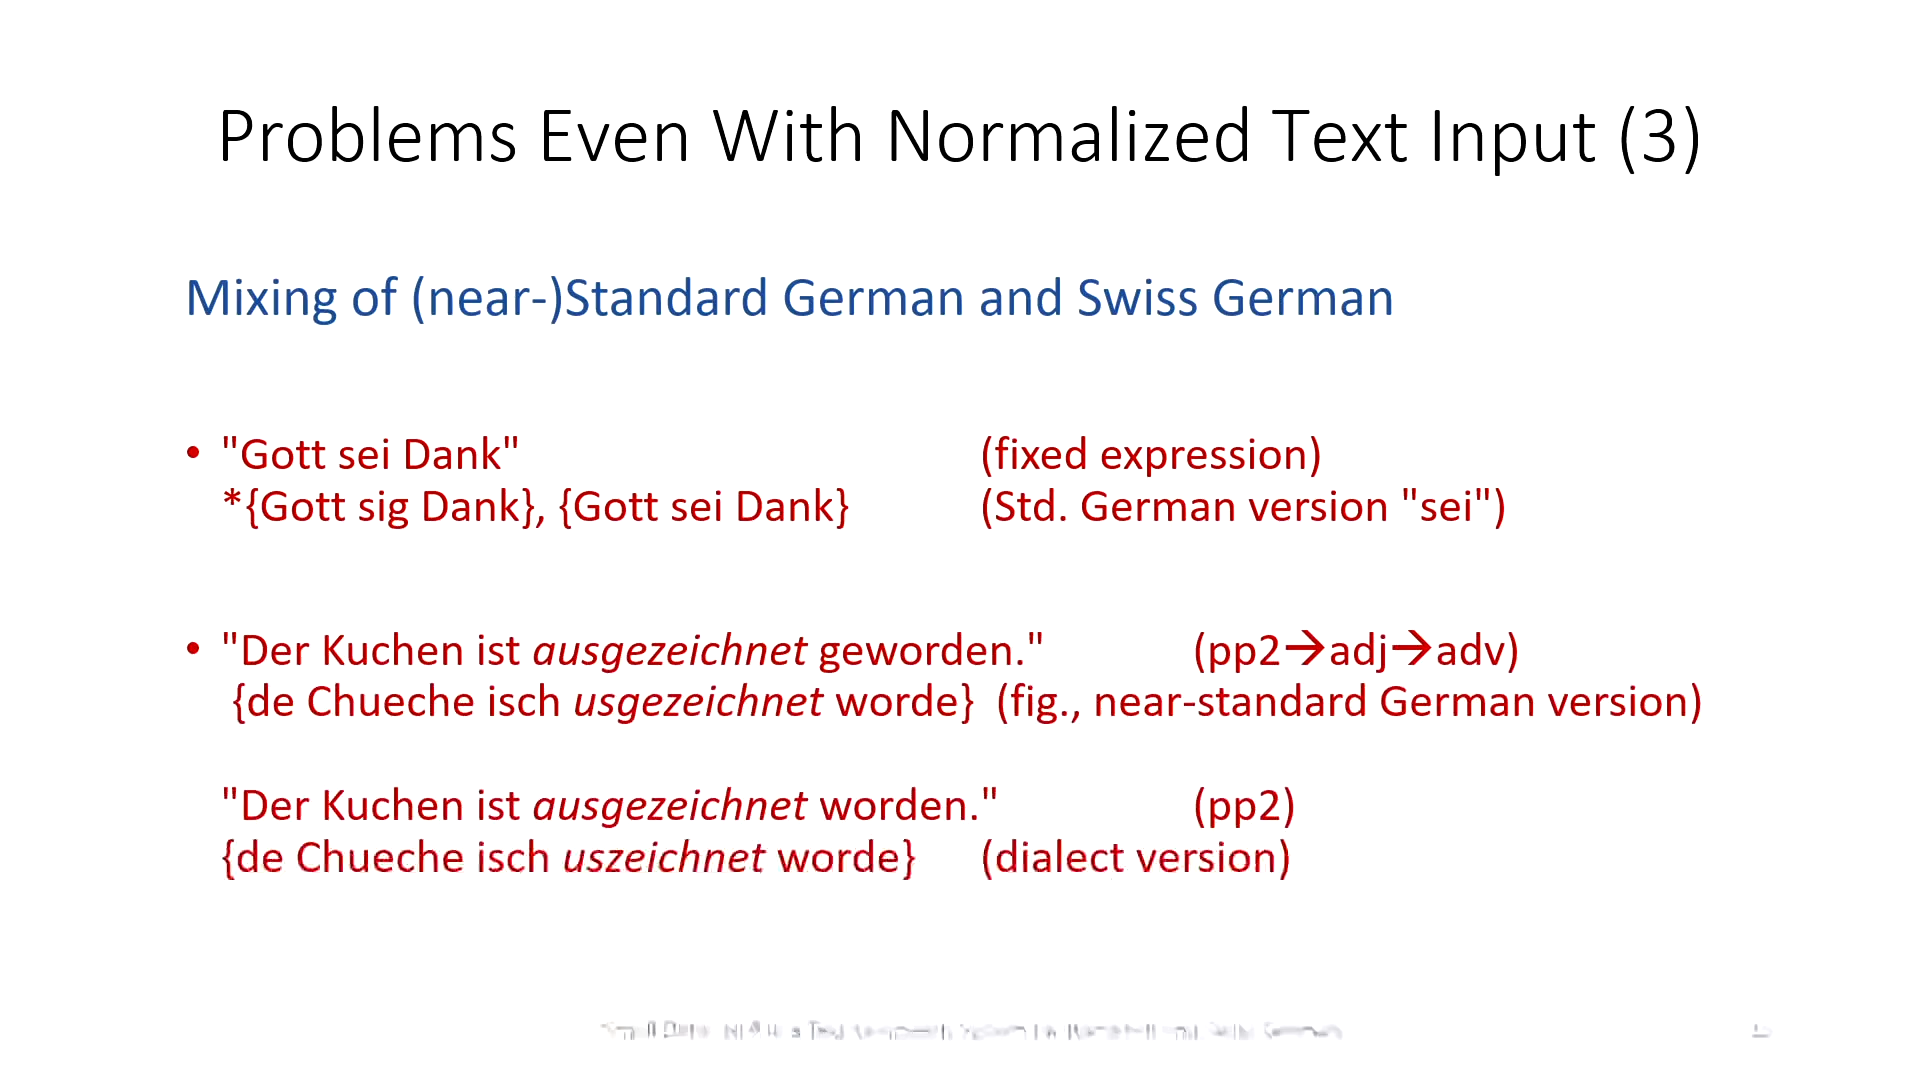 Problems Even With Normalized Text Input (3)
Mixing of (near-)Standard German and Swiss German
• "Gott sei Dank" (fixed expression)
*{Gott sig Dank}, {Gott sei Dank} (Std. German version "sei")
• "Der Kuchen ist ausgezeichnet geworden." (pp2→adj→adv)
{de Chueche isch usgezeichnet worde} (fig., near-standard German version)
"Der Kuchen ist ausgezeichnet worden." (pp2)
{de Chueche isch uszeichnet worde} (dialect version)